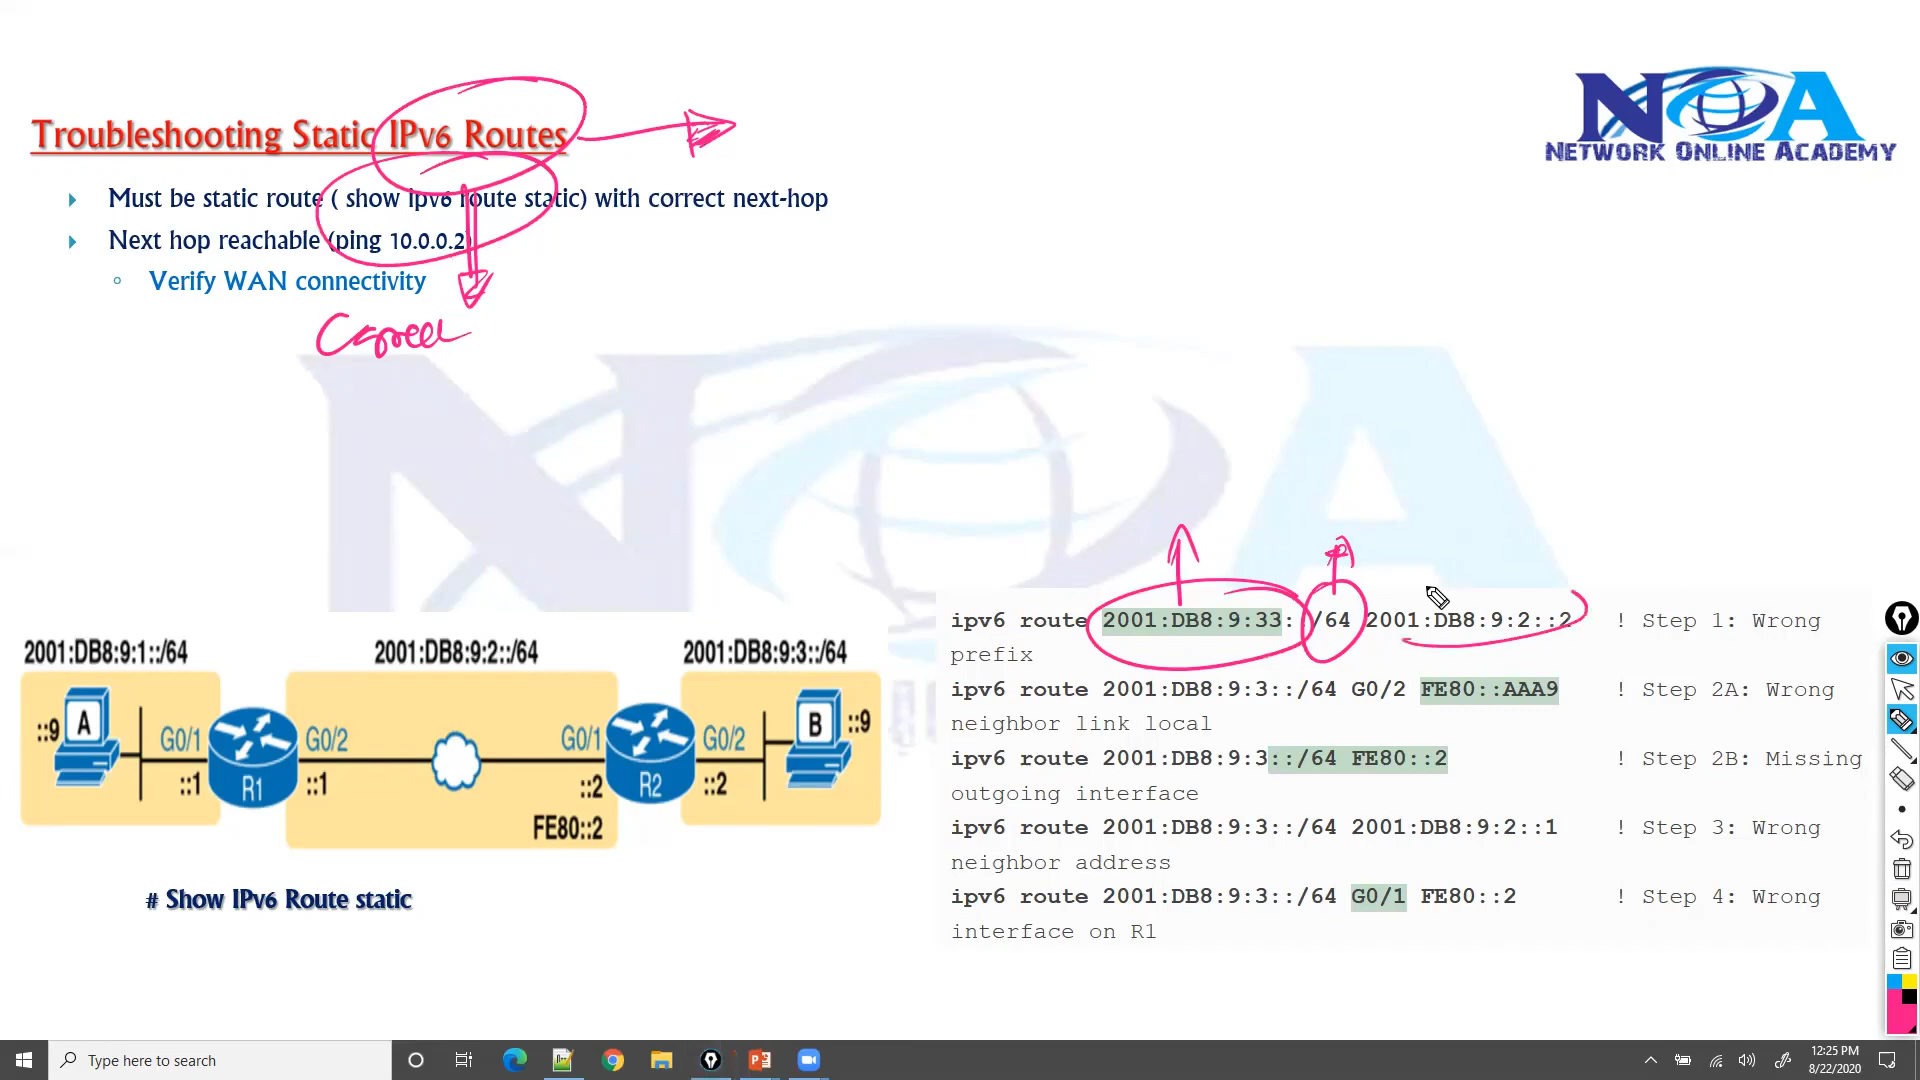 NOA
NETWORK ONLINE ACADEMY
Troubleshooting Static IPv6 Routes
Must be static route ( show ipv6 route static) with correct next-hop
Next hop reachable (ping 10.0.0.2)
Verify WAN connectivity
ipv6 route 2001:DB8:9:33::/64 2001:DB8:9:2::2 ! Step 1: Wrong
prefix
ipv6 route 2001:DB8:9:3::/64 G0/2 FE80::AAA9 ! Step 2A: Wrong
neighbor link local
ipv6 route 2001:DB8:9:3::/64 FE80::2 ! Step 2B: Missing
outgoing interface
ipv6 route 2001:DB8:9:3::/64 2001:DB8:9:2::1 ! Step 3: Wrong
neighbor address
ipv6 route 2001:DB8:9:3::/64 G0/1 FE80::2 ! Step 4: Wrong
interface on R1
2001:DB8:9:1::/64 2001:DB8:9:2::/64 2001:DB8:9:3::/64
::9 A G0/1 G0/2 G0/1 G0/2 B ::9
::1 R1 ::1 ::2 R2 ::2
FE80::2
# Show IPv6 Route static
Type here to search
12:25 PM
8/22/2020